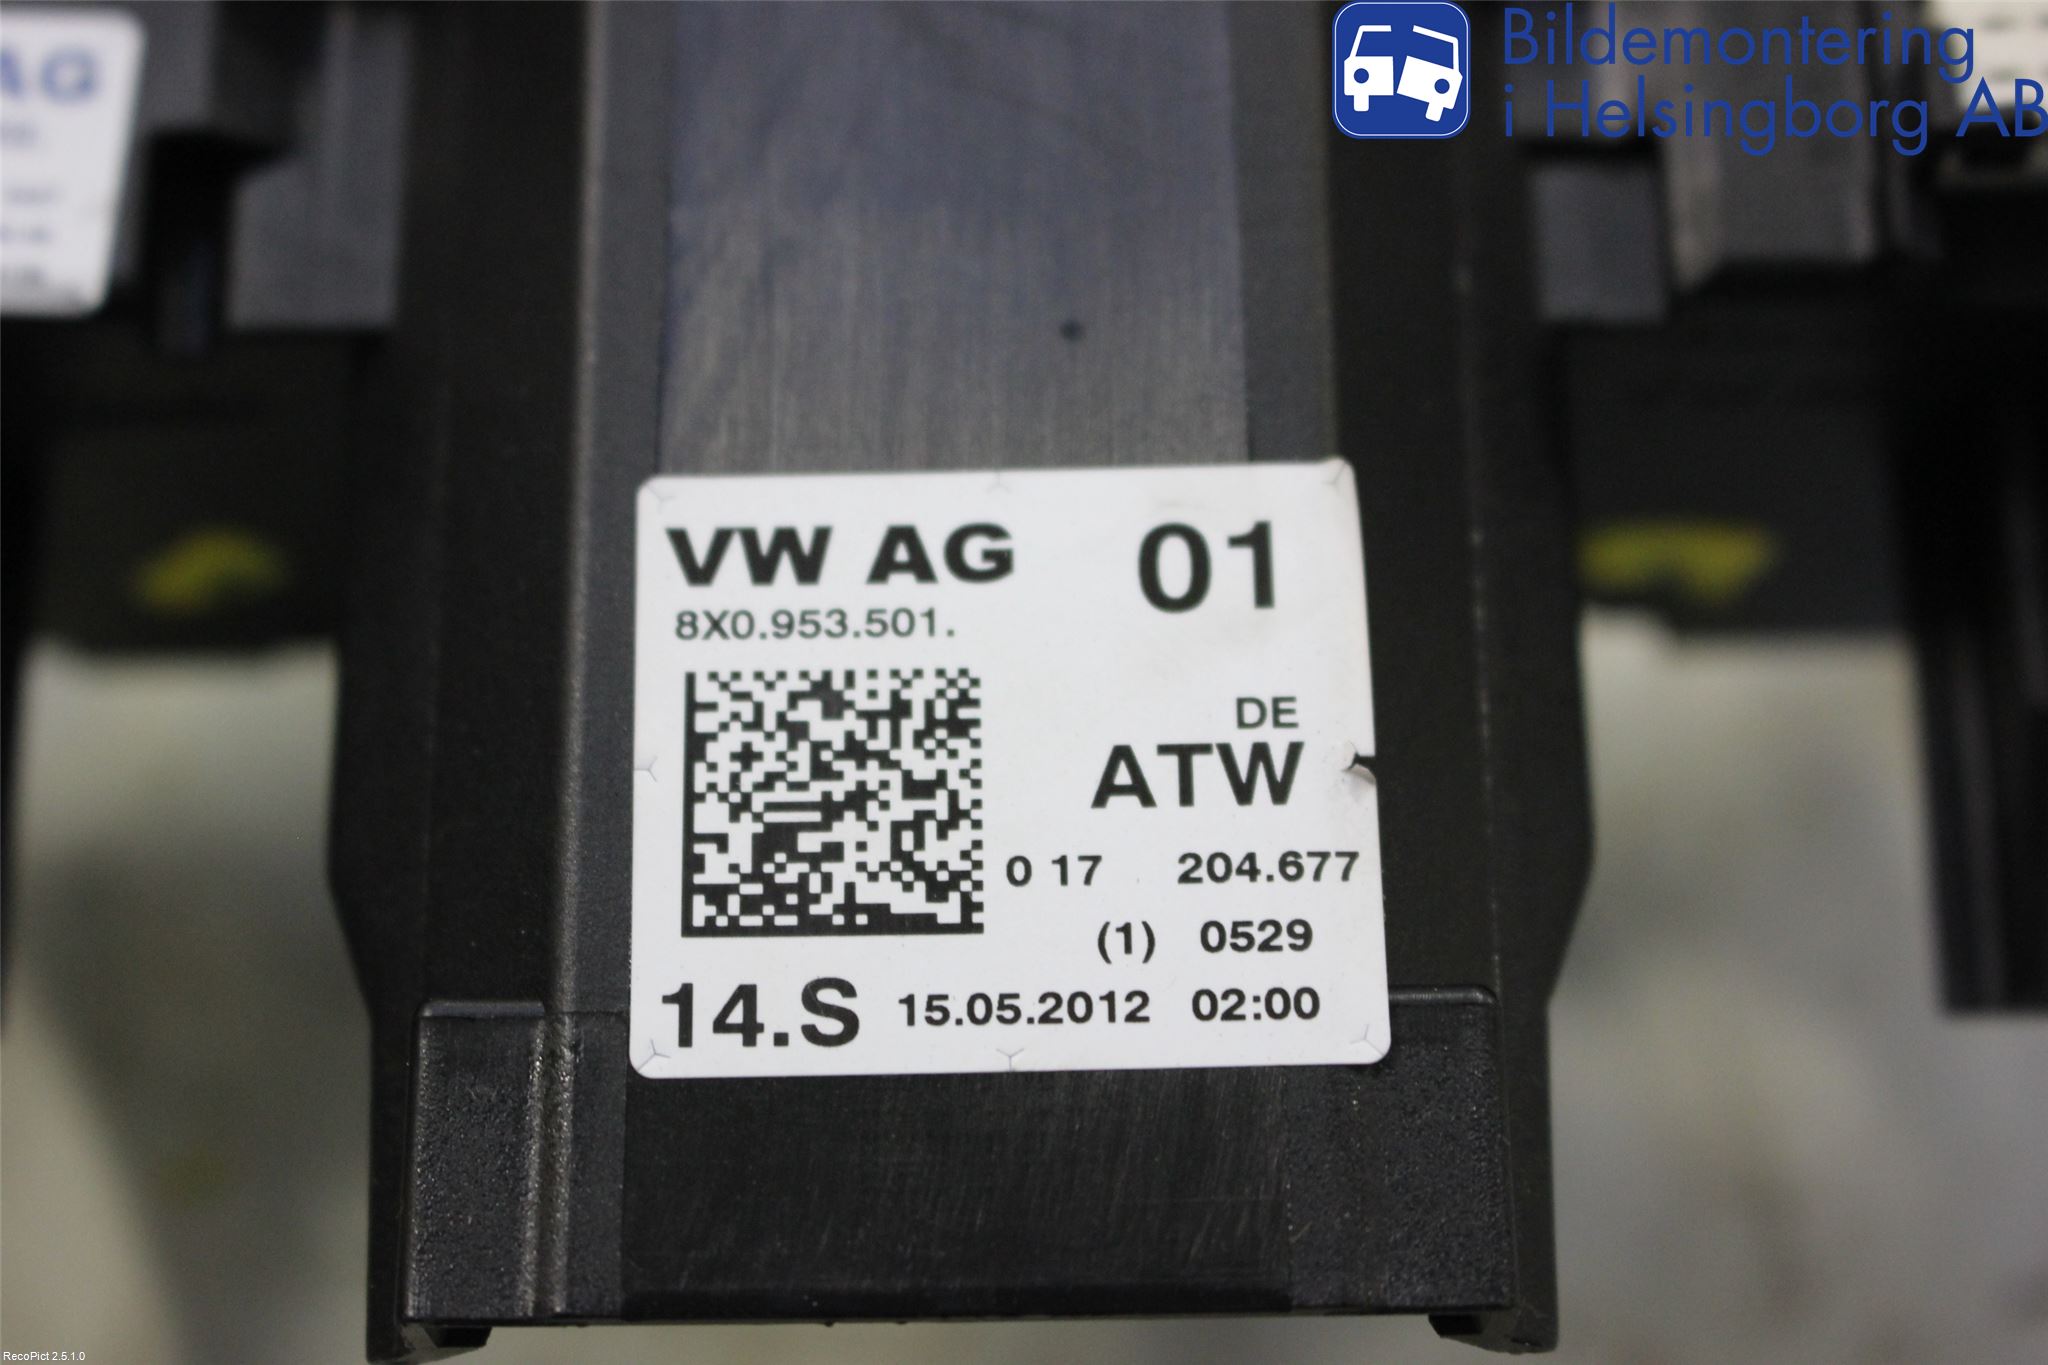 Bildemontering
i Helsingborg AB
AG
VW AG 01
8X0.953.501.
DE
ATW
0 17 204.677
(1) 0529
14.S 15.05.2012 02:00
RecoPict 2.5.1.0